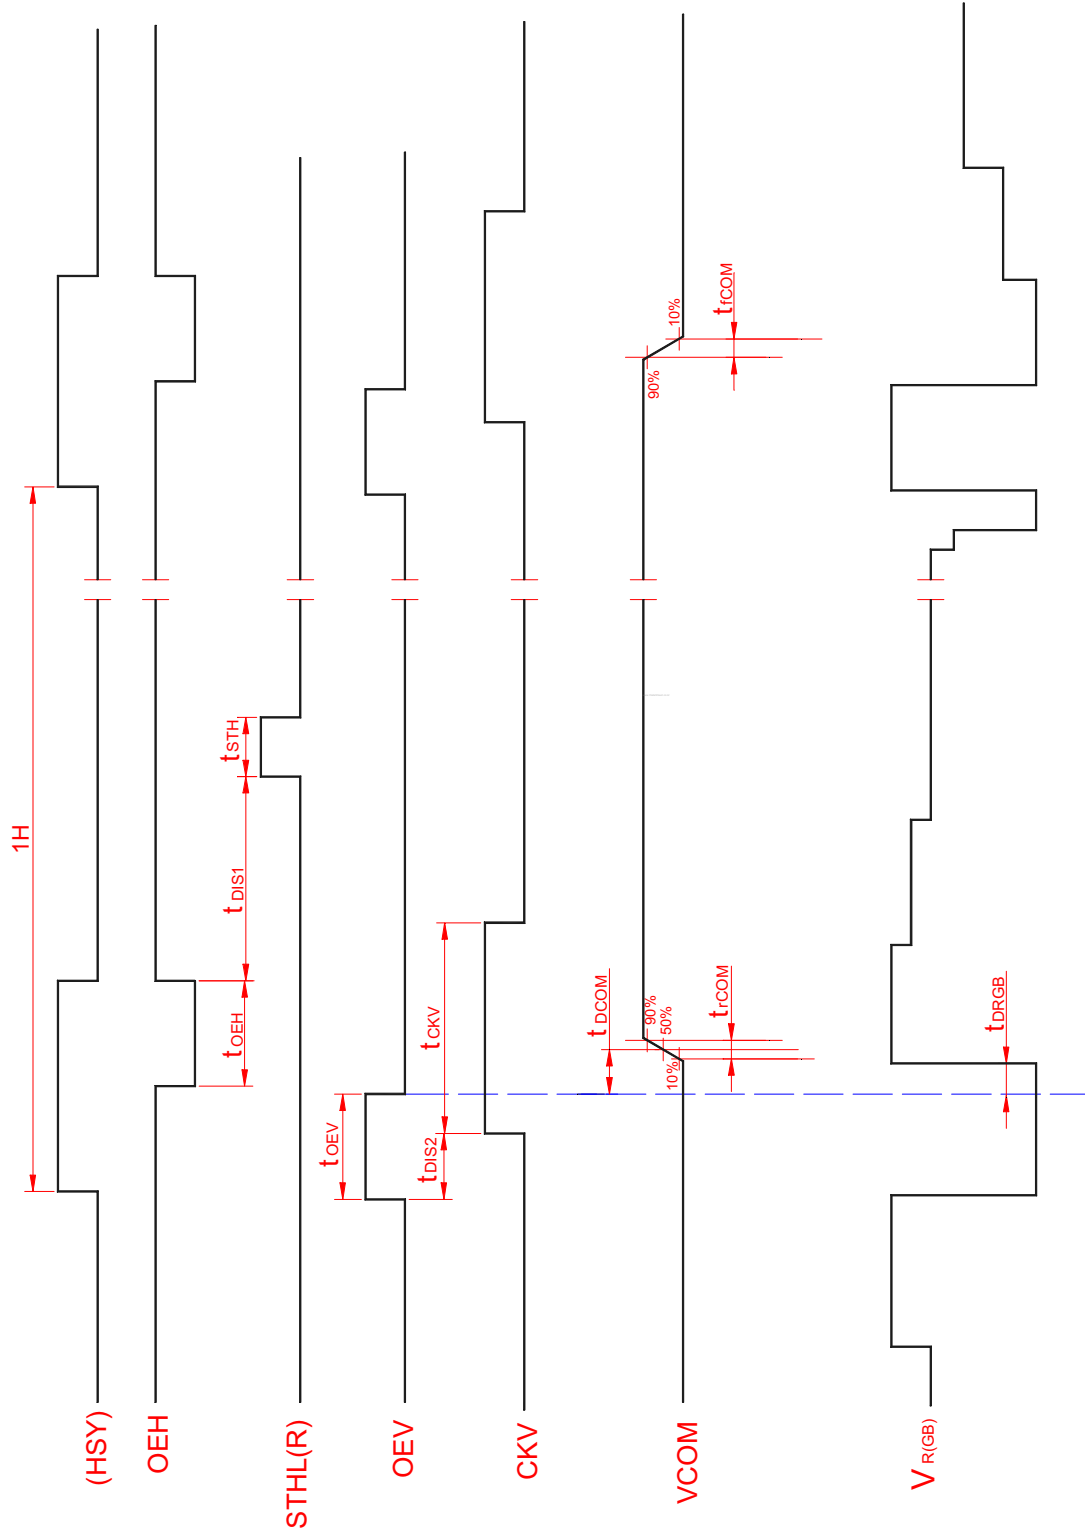 (HSY)
1H
OEH
STHL(R)
tOEH
tDIS1
tSTH
OEV
tOEV
CKV
tDIS2
tCKV
VCOM
tDCOM
10%
50%
90%
trCOM
90%
10%
tfCOM
VR(GB)
tDRGB